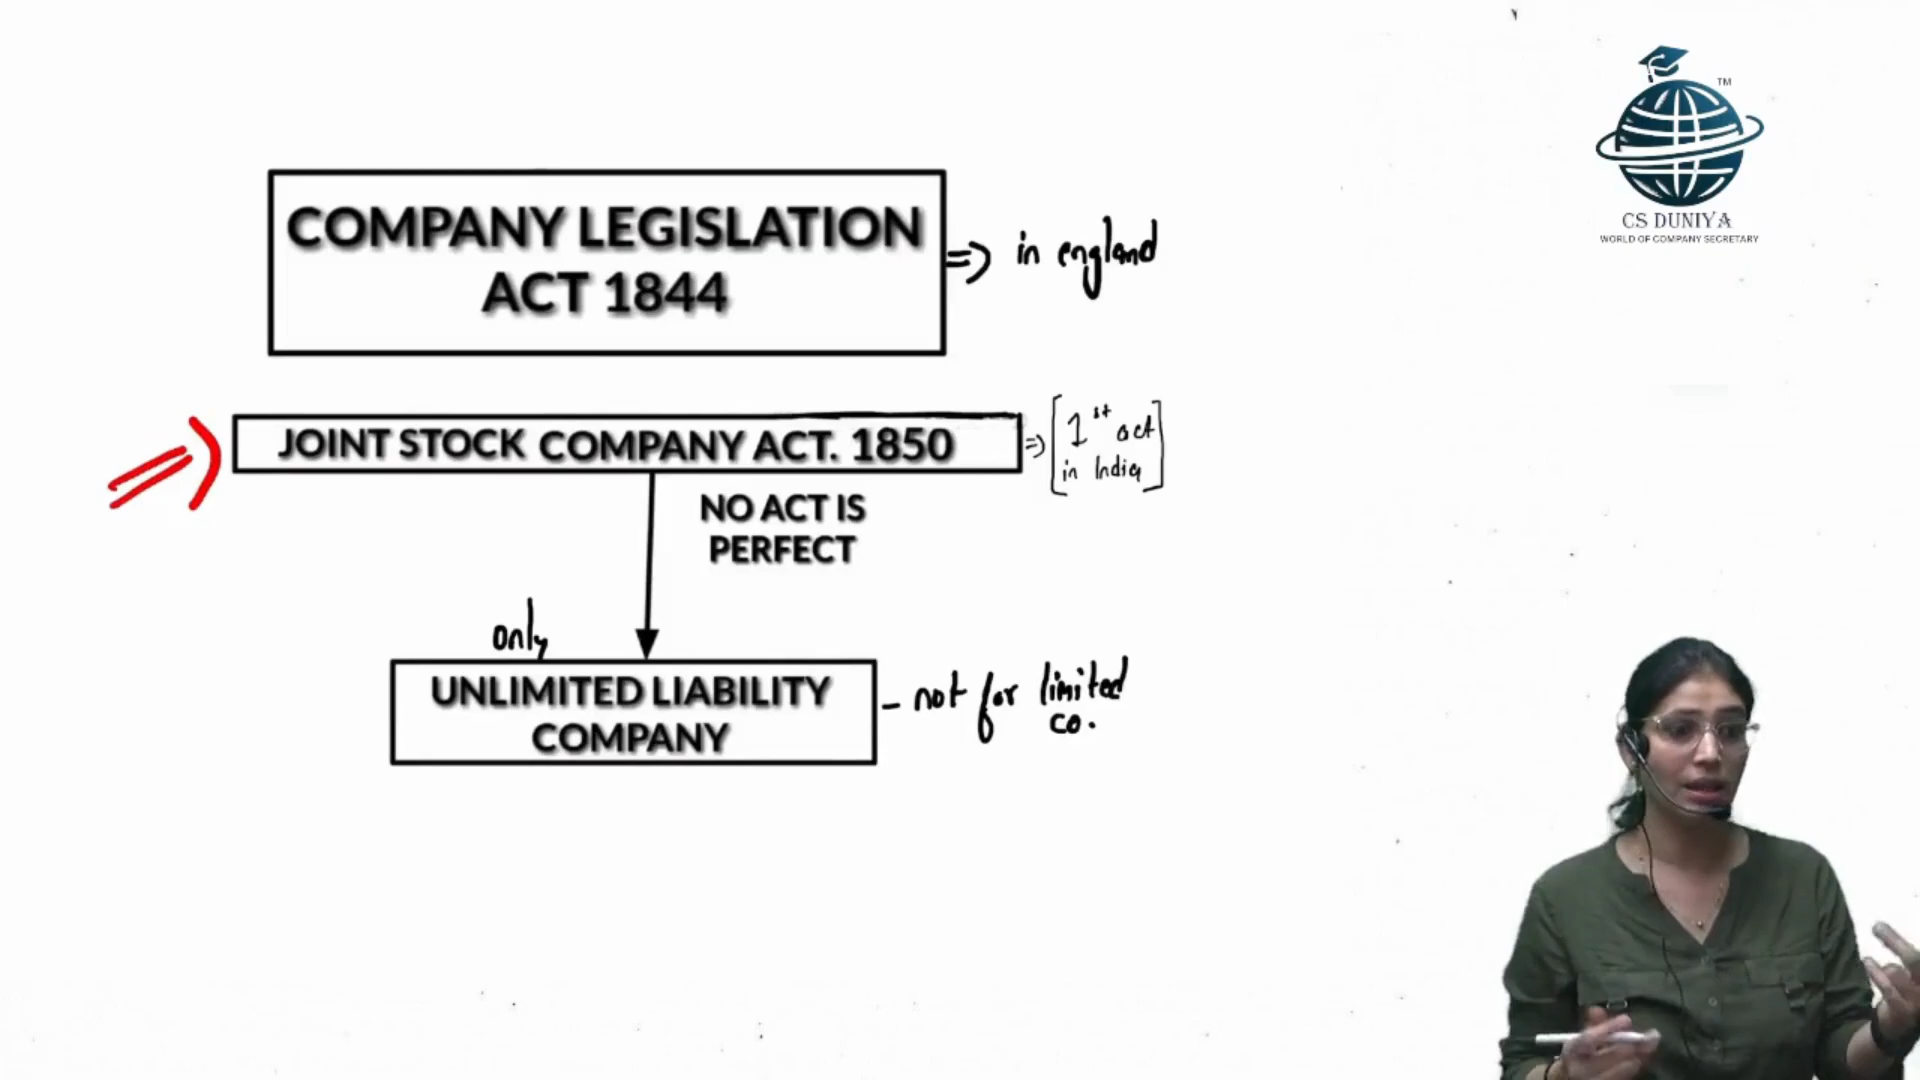 TM
CS DUNIYA
WORLD OF COMPANY SECRETARY
COMPANY LEGISLATION
ACT 1844
=> in england
JOINT STOCK COMPANY ACT. 1850
=> [1st act
in India]
NO ACT IS
PERFECT
only
UNLIMITED LIABILITY
COMPANY
- not for limited
co.